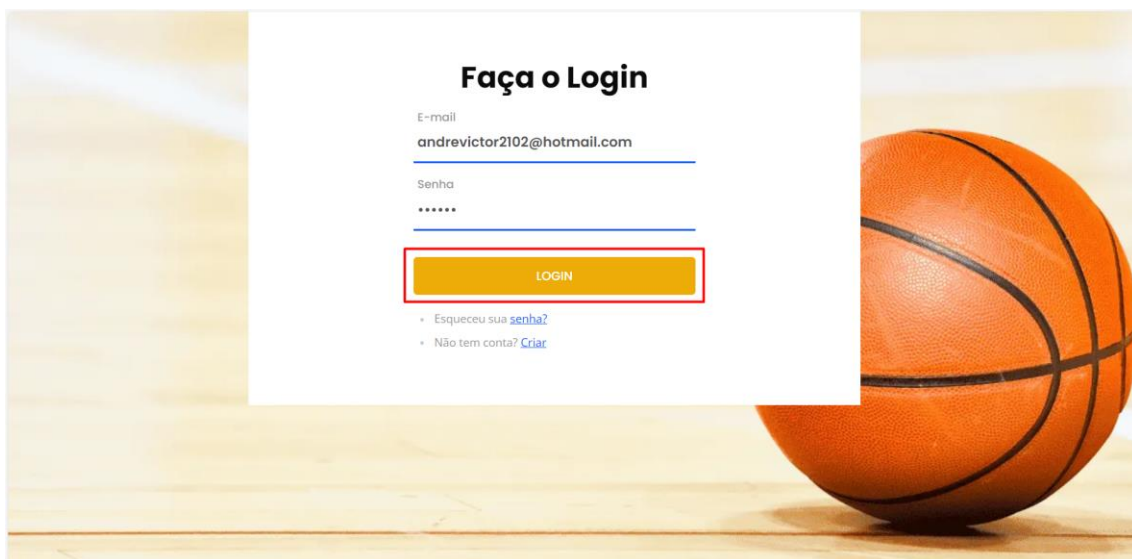 Faça o Login
E-mail
andrevictor2102@hotmail.com
Senha
••••••
LOGIN
Esqueceu sua senha?
Não tem conta? Criar